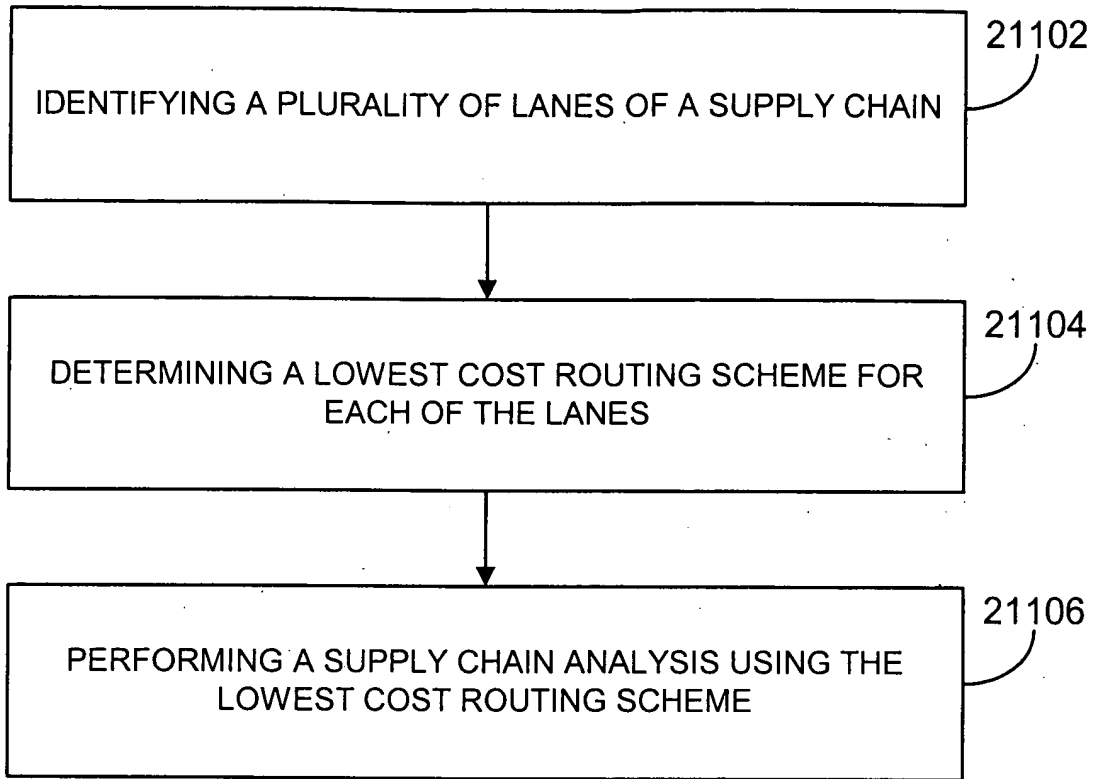 21102
IDENTIFYING A PLURALITY OF LANES OF A SUPPLY CHAIN
21104
DETERMINING A LOWEST COST ROUTING SCHEME FOR
EACH OF THE LANES
21106
PERFORMING A SUPPLY CHAIN ANALYSIS USING THE
LOWEST COST ROUTING SCHEME